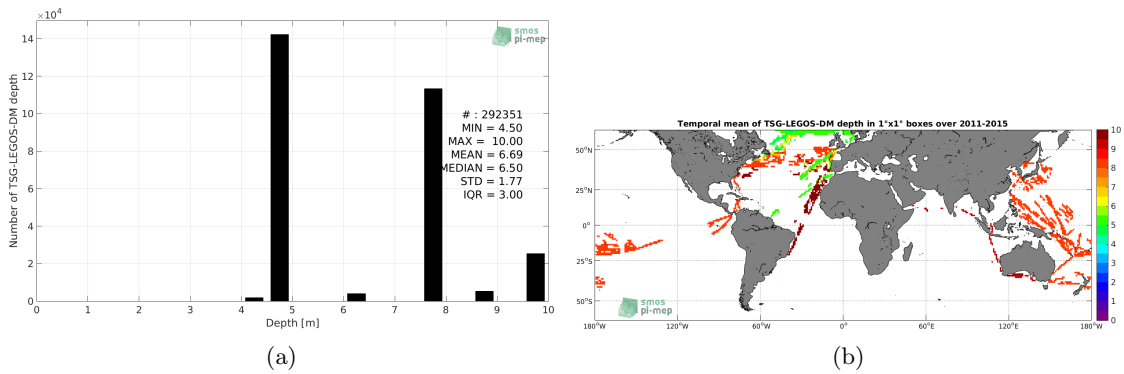 ×10⁴
smos
pi-mep
14
12
10
8
6
4
2
0
Number of TSG-LEGOS-DM depth
# : 292351
MIN = 4.50
MAX = 10.00
MEAN = 6.69
MEDIAN = 6.50
STD = 1.77
IQR = 3.00
0 1 2 3 4 5 6 7 8 9 10
Depth [m]
(a)
Temporal mean of TSG-LEGOS-DM depth in 1°x1° boxes over 2011-2015
50°N
25°N
0°
25°S
50°S
smos
pi-mep
180°W 120°W 60°W 0° 60°E 120°E 180°E
10
9
8
7
6
5
4
3
2
1
0
(b)